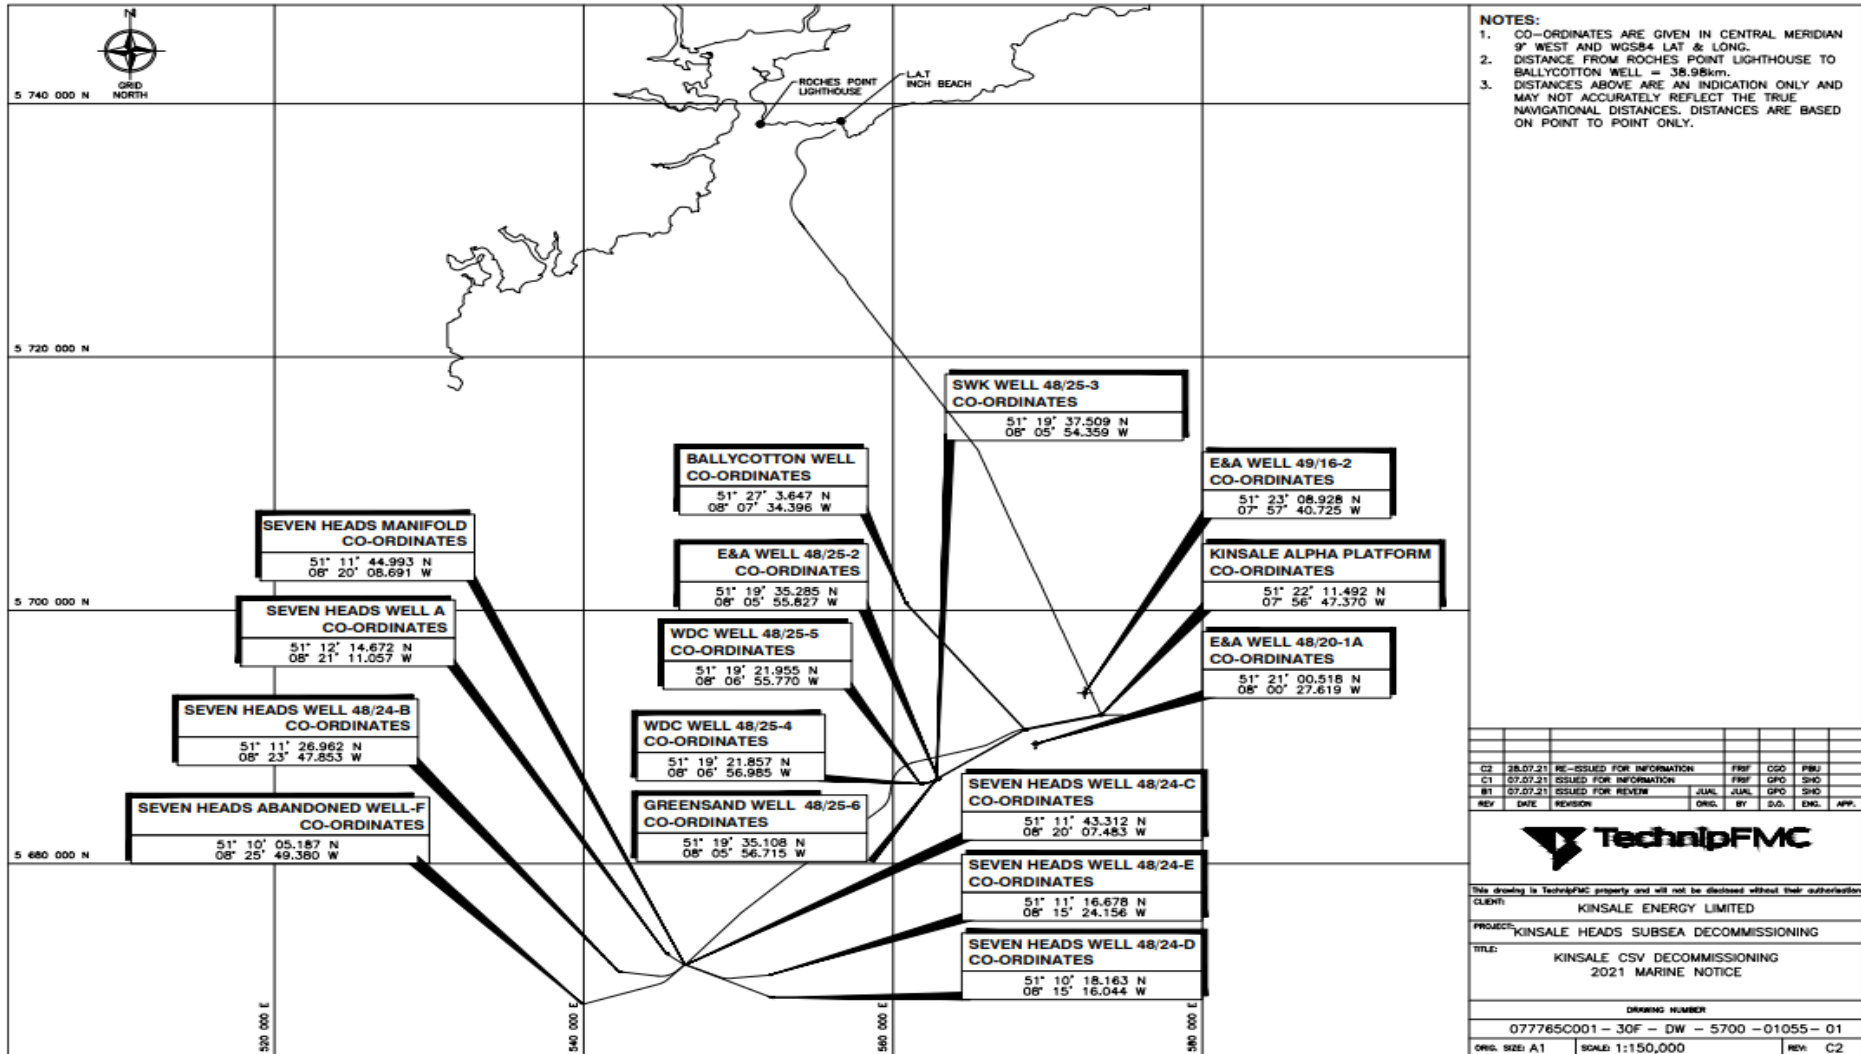 GRID
NORTH
5 740 000 N
5 720 000 N
5 700 000 N
5 680 000 N
520 000 E
540 000 E
560 000 E
580 000 E
ROCHES POINT
LIGHTHOUSE
L.A.T
INCH BEACH
SWK WELL 48/25-3
CO-ORDINATES
51° 19' 37.509 N
08° 05' 54.359 W
BALLYCOTTON WELL
CO-ORDINATES
51° 27' 3.647 N
08° 07' 34.396 W
E&A WELL 49/16-2
CO-ORDINATES
51° 23' 08.928 N
07° 57' 40.725 W
SEVEN HEADS MANIFOLD
CO-ORDINATES
51° 11' 44.993 N
08° 20' 08.691 W
E&A WELL 48/25-2
CO-ORDINATES
51° 19' 35.285 N
08° 05' 55.827 W
KINSALE ALPHA PLATFORM
CO-ORDINATES
51° 22' 11.492 N
07° 56' 47.370 W
SEVEN HEADS WELL A
CO-ORDINATES
51° 12' 14.672 N
08° 21' 11.057 W
WDC WELL 48/25-5
CO-ORDINATES
51° 19' 21.955 N
08° 06' 55.770 W
E&A WELL 48/20-1A
CO-ORDINATES
51° 21' 00.518 N
08° 00' 27.619 W
SEVEN HEADS WELL 48/24-B
CO-ORDINATES
51° 11' 26.962 N
08° 23' 47.853 W
WDC WELL 48/25-4
CO-ORDINATES
51° 19' 21.857 N
08° 06' 56.985 W
SEVEN HEADS ABANDONED WELL-F
CO-ORDINATES
51° 10' 05.187 N
08° 25' 49.380 W
GREENSAND WELL 48/25-6
CO-ORDINATES
51° 19' 35.108 N
08° 05' 56.715 W
SEVEN HEADS WELL 48/24-C
CO-ORDINATES
51° 11' 43.312 N
08° 20' 07.483 W
SEVEN HEADS WELL 48/24-E
CO-ORDINATES
51° 11' 16.678 N
08° 15' 24.156 W
SEVEN HEADS WELL 48/24-D
CO-ORDINATES
51° 10' 18.163 N
08° 15' 16.044 W
NOTES:
1. CO-ORDINATES ARE GIVEN IN CENTRAL MERIDIAN
9° WEST AND WGS84 LAT & LONG.
2. DISTANCE FROM ROCHES POINT LIGHTHOUSE TO
BALLYCOTTON WELL = 38.98km.
3. DISTANCES ABOVE ARE AN INDICATION ONLY AND
MAY NOT ACCURATELY REFLECT THE TRUE
NAVIGATIONAL DISTANCES. DISTANCES ARE BASED
ON POINT TO POINT ONLY.
C2 28.07.21 RE-ISSUED FOR INFORMATION FRIF CGO PBU
C1 07.07.21 ISSUED FOR INFORMATION FRIF GPO SHO
B1 07.07.21 ISSUED FOR REVIEW JUAL JUAL GPO SHO
REV DATE REVISION ORIG. BY D.O. ENG. APP.
TechnipFMC
This drawing is TechnipFMC property and will not be disclosed without their authorisation
CLIENT: KINSALE ENERGY LIMITED
PROJECT: KINSALE HEADS SUBSEA DECOMMISSIONING
TITLE: KINSALE CSV DECOMMISSIONING
2021 MARINE NOTICE
DRAWING NUMBER
077765C001 - 30F - DW - 5700 - 01055 - 01
ORIG. SIZE: A1 SCALE: 1:150,000 REV: C2